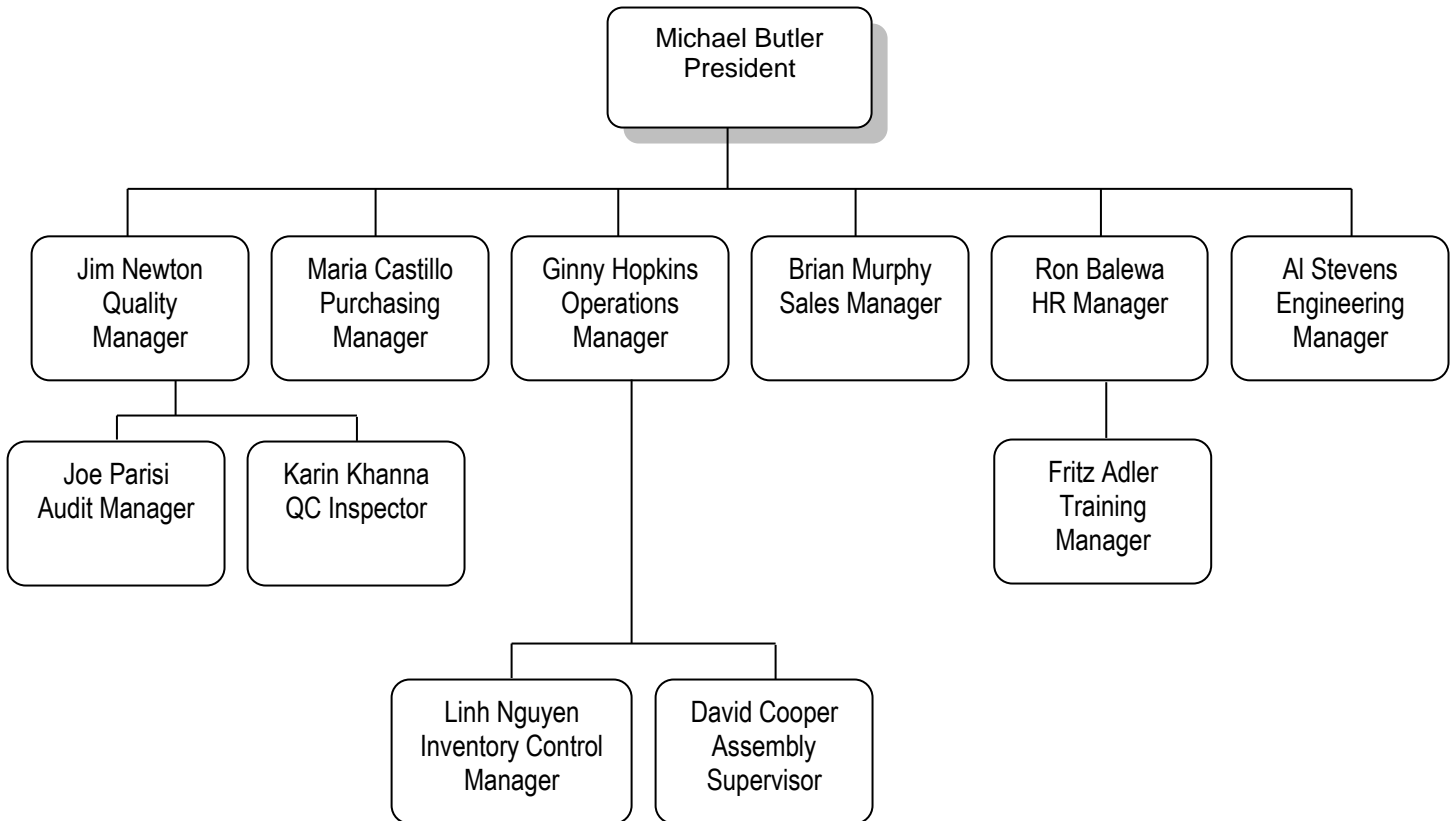 Michael Butler
President
Jim Newton
Quality
Manager
Maria Castillo
Purchasing
Manager
Ginny Hopkins
Operations
Manager
Brian Murphy
Sales Manager
Ron Balewa
HR Manager
Al Stevens
Engineering
Manager
Joe Parisi
Audit Manager
Karin Khanna
QC Inspector
Fritz Adler
Training
Manager
Linh Nguyen
Inventory Control
Manager
David Cooper
Assembly
Supervisor